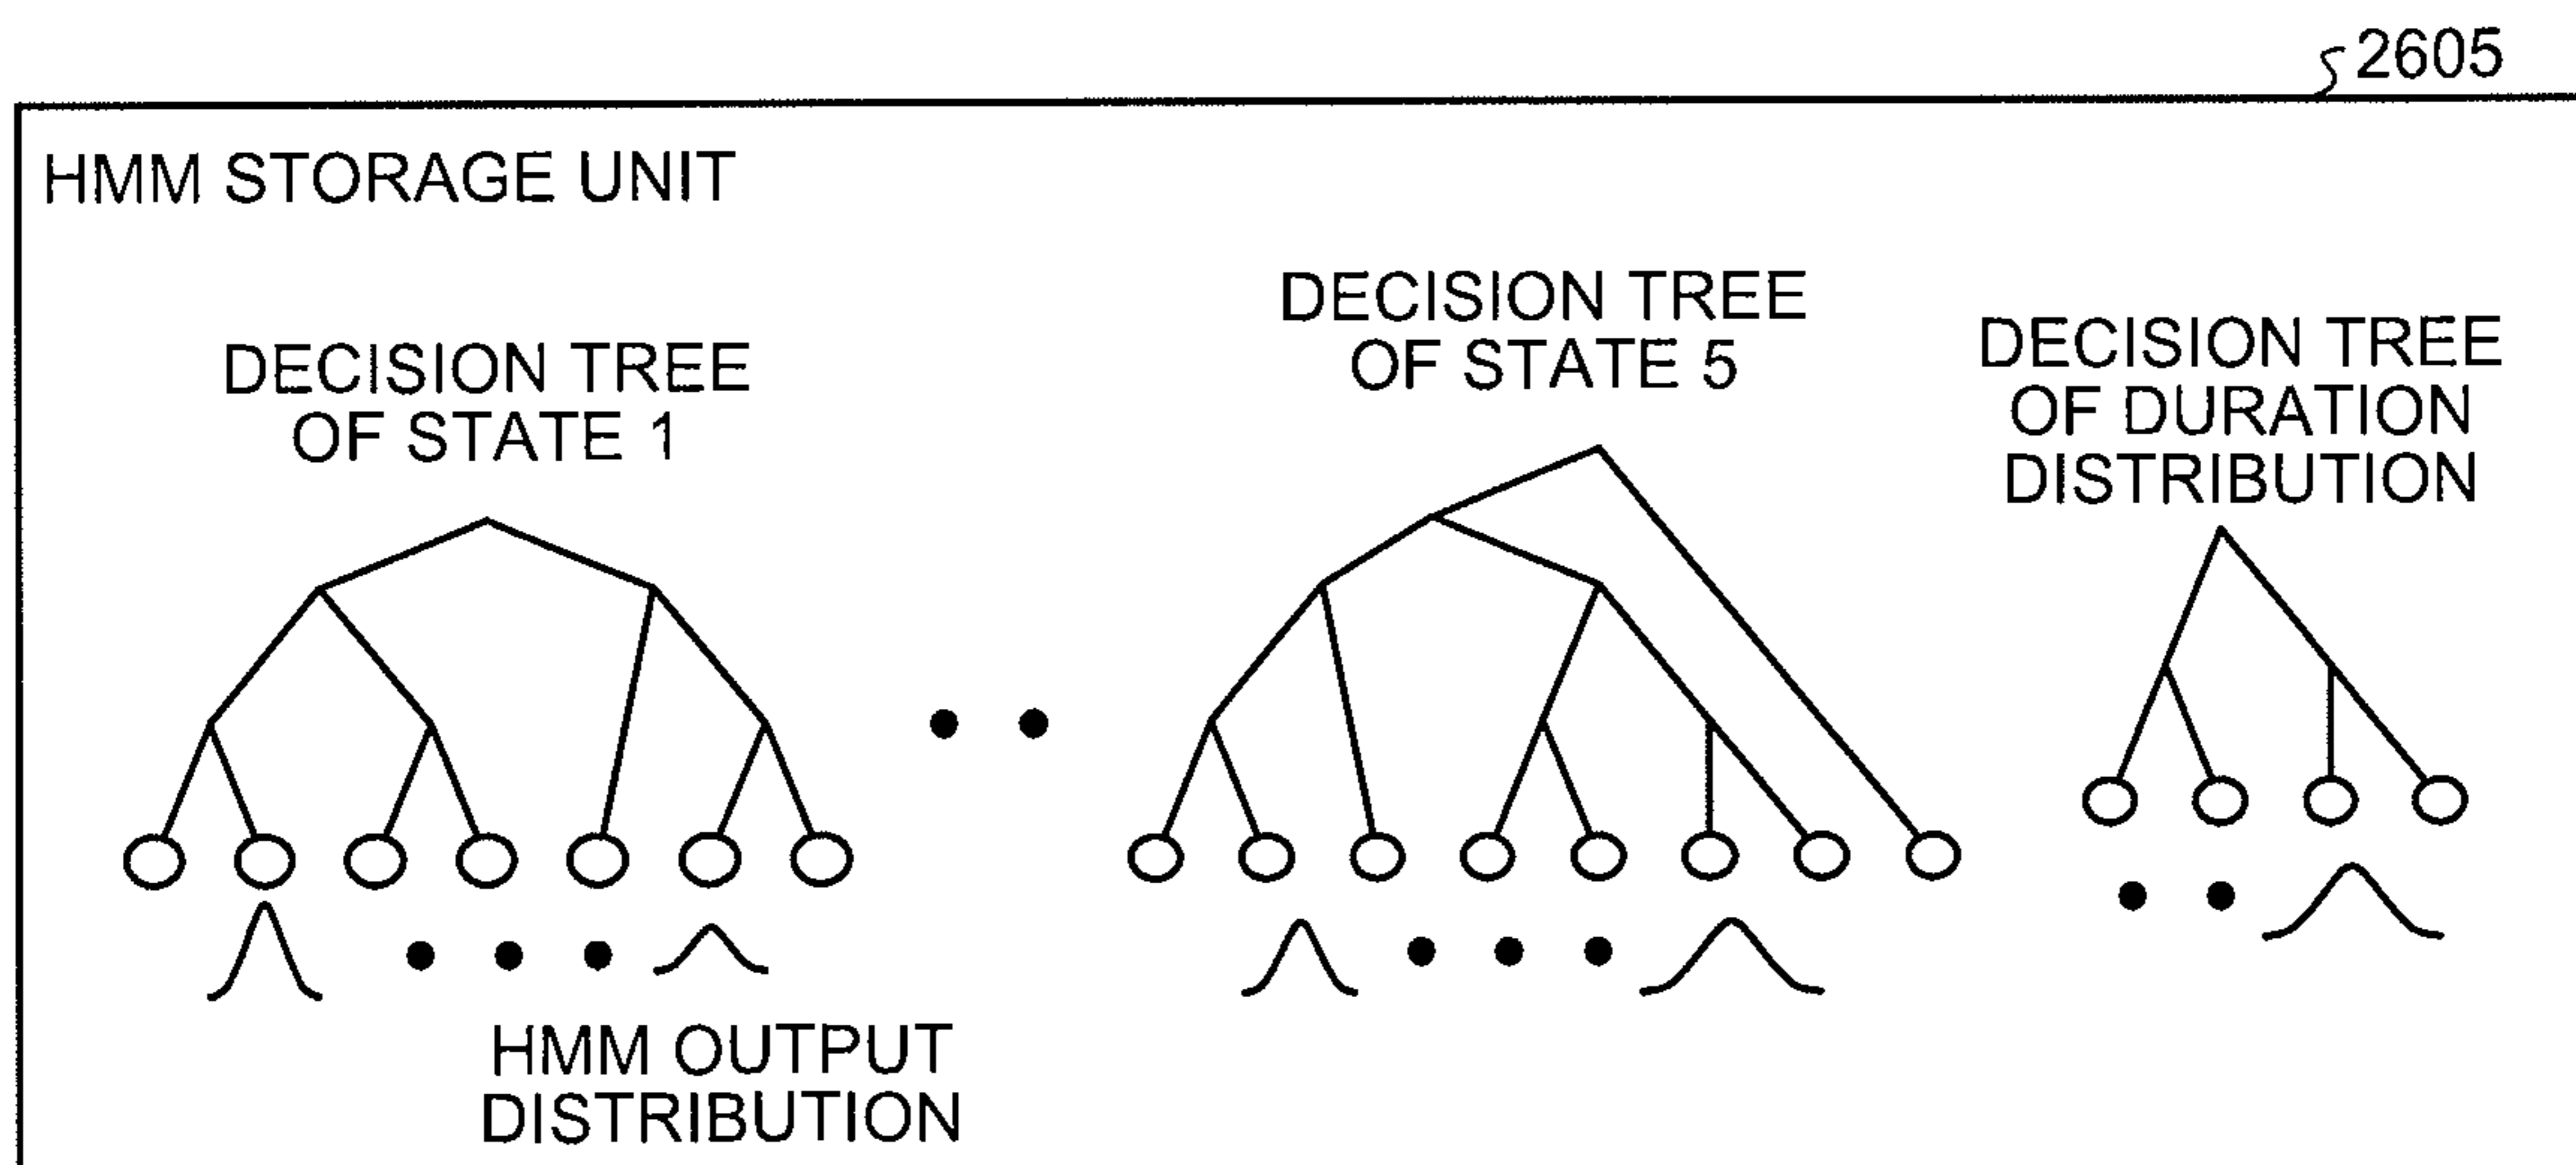 2605
HMM STORAGE UNIT
DECISION TREE
OF STATE 1
DECISION TREE
OF STATE 5
DECISION TREE
OF DURATION
DISTRIBUTION
HMM OUTPUT
DISTRIBUTION